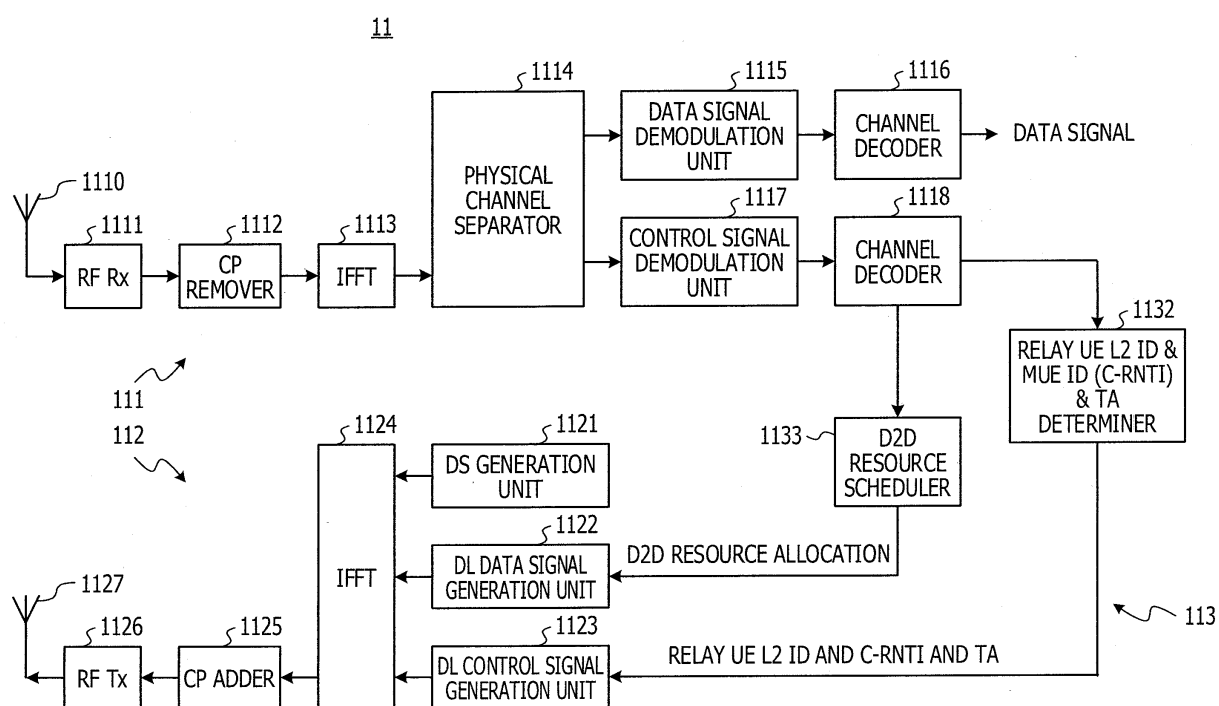 11
1114
1115
1116
DATA SIGNAL
DEMODULATION
UNIT
CHANNEL
DECODER
DATA SIGNAL
1110
PHYSICAL
CHANNEL
SEPARATOR
1111
1112
1113
1117
1118
RF Rx
CP
REMOVER
IFFT
CONTROL SIGNAL
DEMODULATION
UNIT
CHANNEL
DECODER
1132
RELAY UE L2 ID &
MUE ID (C-RNTI)
& TA
DETERMINER
111
112
1124
1121
1133
DS GENERATION
UNIT
D2D
RESOURCE
SCHEDULER
1122
D2D RESOURCE ALLOCATION
IFFT
DL DATA SIGNAL
GENERATION UNIT
1127
113
1126
1125
1123
RELAY UE L2 ID AND C-RNTI AND TA
RF Tx
CP ADDER
DL CONTROL SIGNAL
GENERATION UNIT